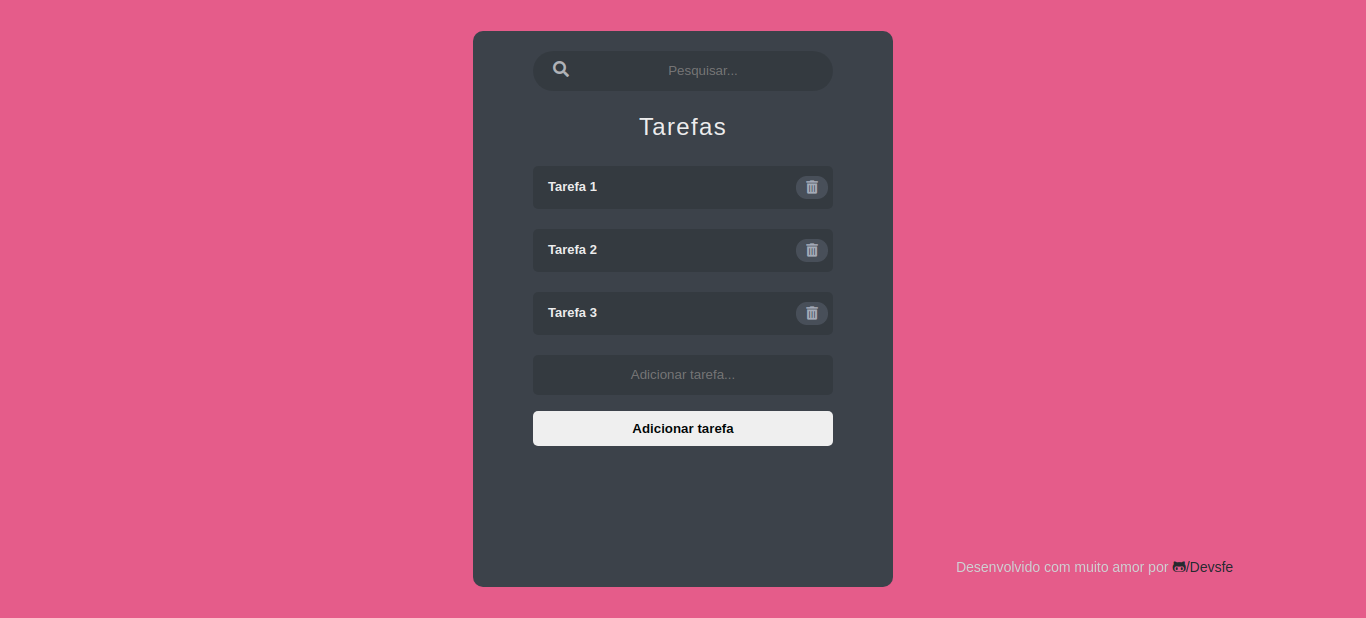 Pesquisar...
Tarefas
Tarefa 1
Tarefa 2
Tarefa 3
Adicionar tarefa...
Adicionar tarefa
Desenvolvido com muito amor por /Devsfe